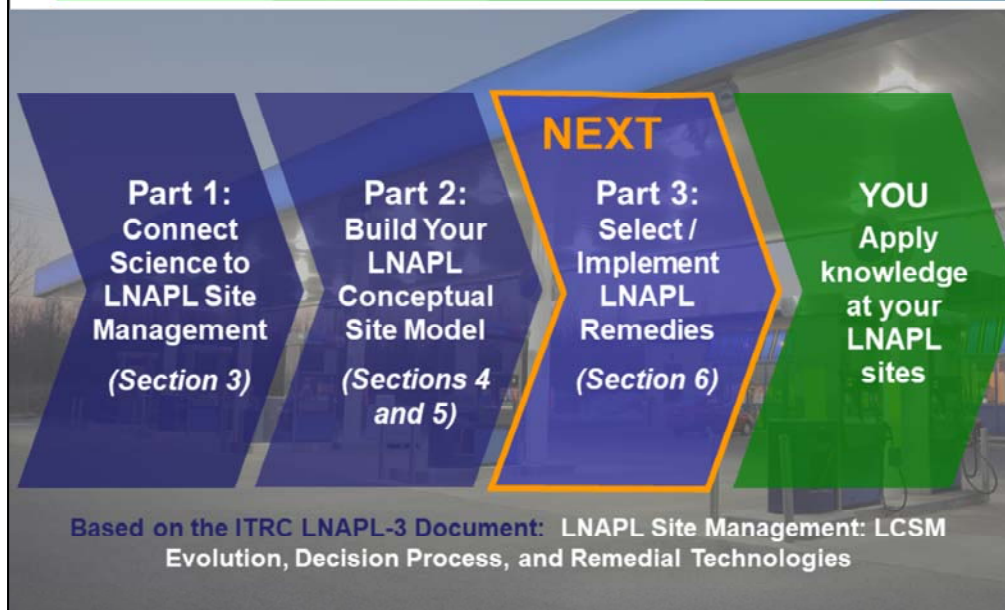 NEXT
Part 1:
Connect
Science to
LNAPL Site
Management
(Section 3)
Part 2:
Build Your
LNAPL
Conceptual
Site Model
(Sections 4
and 5)
Part 3:
Select /
Implement
LNAPL
Remedies
(Section 6)
YOU
Apply
knowledge
at your
LNAPL
sites
Based on the ITRC LNAPL-3 Document: LNAPL Site Management: LCSM
Evolution, Decision Process, and Remedial Technologies